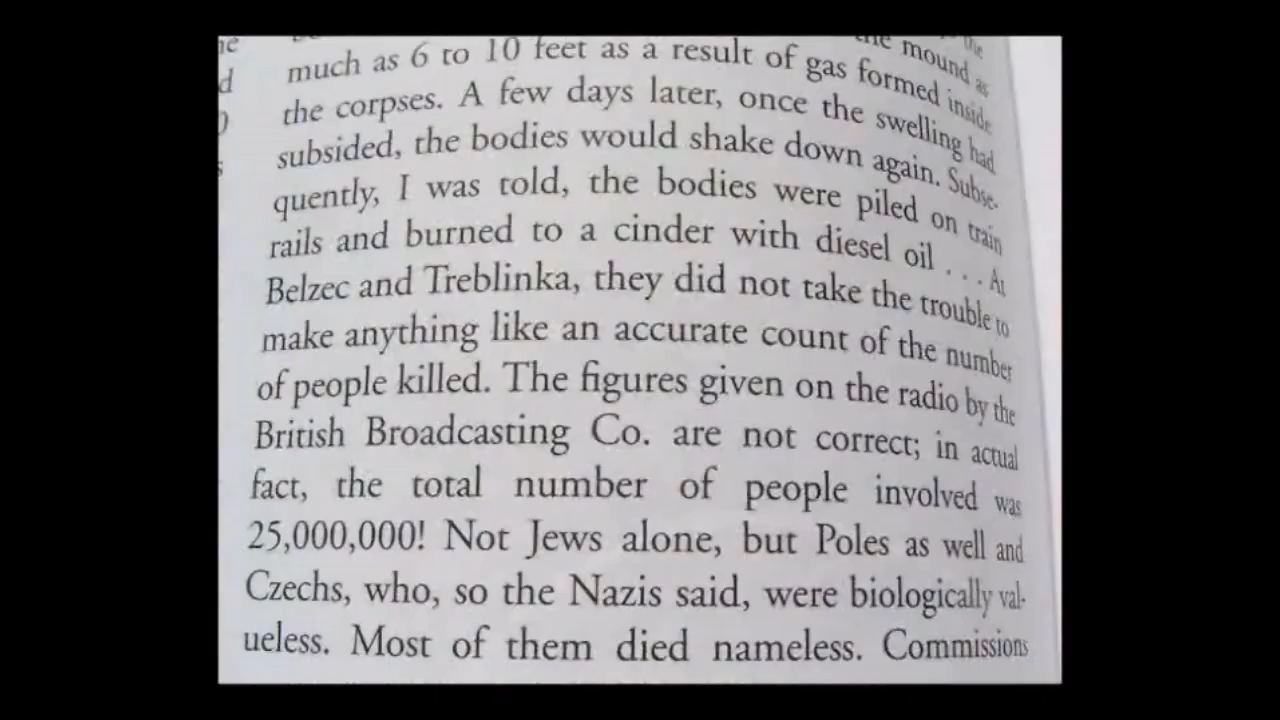 the
much as 6 to 10 feet as a result of gas formed inside
the corpses. A few days later, once the swelling had
subsided, the bodies would shake down again. Subse-
quently, I was told, the bodies were piled on train
rails and burned to a cinder with diesel oil . . . At
Belzec and Treblinka, they did not take the trouble to
make anything like an accurate count of the number
of people killed. The figures given on the radio by the
British Broadcasting Co. are not correct; in actual
fact, the total number of people involved was
25,000,000! Not Jews alone, but Poles as well and
Czechs, who, so the Nazis said, were biologically val-
ueless. Most of them died nameless. Commissions